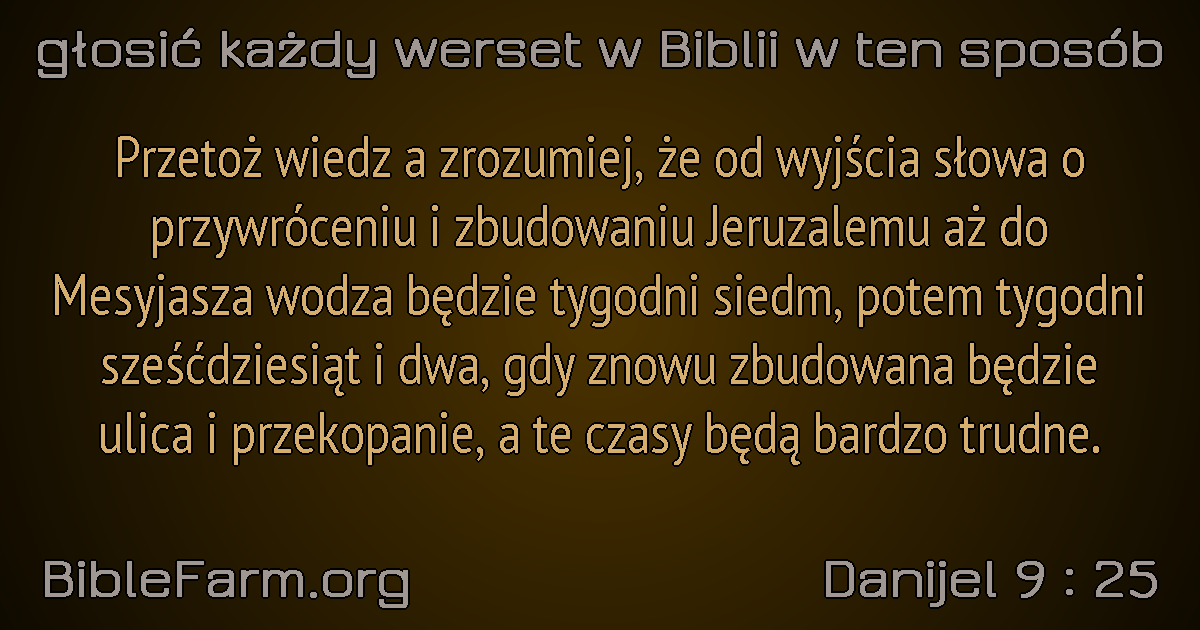 głosić każdy werset w Biblii w ten sposób
Przetoż wiedz a zrozumiej, że od wyjścia słowa o
przywróceniu i zbudowaniu Jeruzalemu aż do
Mesyjasza wodza będzie tygodni siedm, potem tygodni
sześćdziesiąt i dwa, gdy znowu zbudowana będzie
ulica i przekopanie, a te czasy będą bardzo trudne.
BibleFarm.org
Danijel 9 : 25